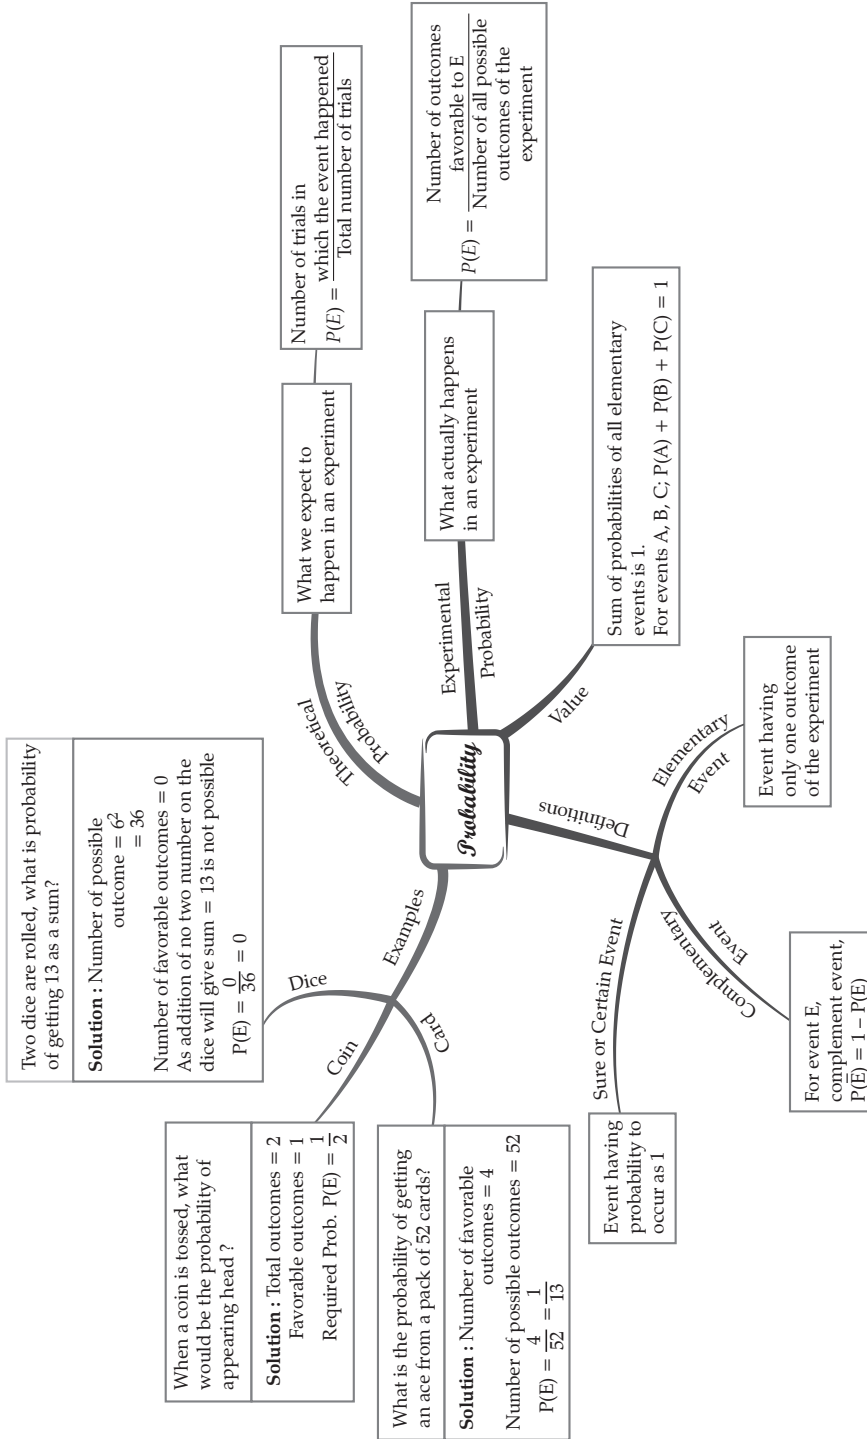 Probability
Theoretical
Probability
What we expect to
happen in an experiment
Number of trials in
P(E) = which the event happened / Total number of trials
Experimental
Probability
What actually happens
in an experiment
Number of outcomes
favorable to E
P(E) = ———
Number of all possible
outcomes of the
experiment
Value
Sum of probabilities of all elementary
events is 1.
For events A, B, C; P(A) + P(B) + P(C) = 1
Definitions
Elementary
Event
Event having
only one outcome
of the experiment
Complementary
Event
For event E,
complement event,
P(E̅) = 1 – P(E)
Sure or Certain Event
Event having
probability to
occur as 1
Examples
Dice
Two dice are rolled, what is probability
of getting 13 as a sum?
Solution : Number of possible
outcome = 6²
= 36
Number of favorable outcomes = 0
As addition of no two number on the
dice will give sum = 13 is not possible
P(E) = 0/36 = 0
Coin
When a coin is tossed, what
would be the probability of
appearing head ?
Solution : Total outcomes = 2
Favorable outcomes = 1
Required Prob. P(E) = 1/2
Card
What is the probability of getting
an ace from a pack of 52 cards?
Solution : Number of favorable
outcomes = 4
Number of possible outcomes = 52
P(E) = 4/52 = 1/13